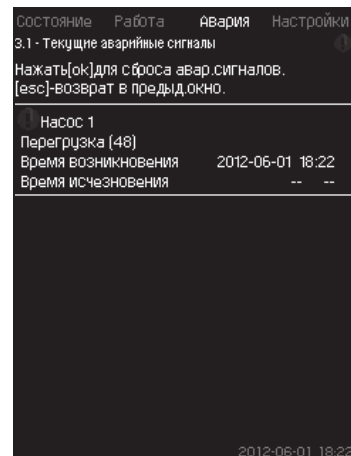 Состояние Работа Авария Настройки
3.1 - Текущие аварийные сигналы
Нажать[ok]для сброса авар.сигналов.
[esc]-возврат в предыд.окно.
Насос 1
Перегрузка (48)
Время возникновения 2012-06-01 18:22
Время исчезновения -- --
2012-06-01 18:22